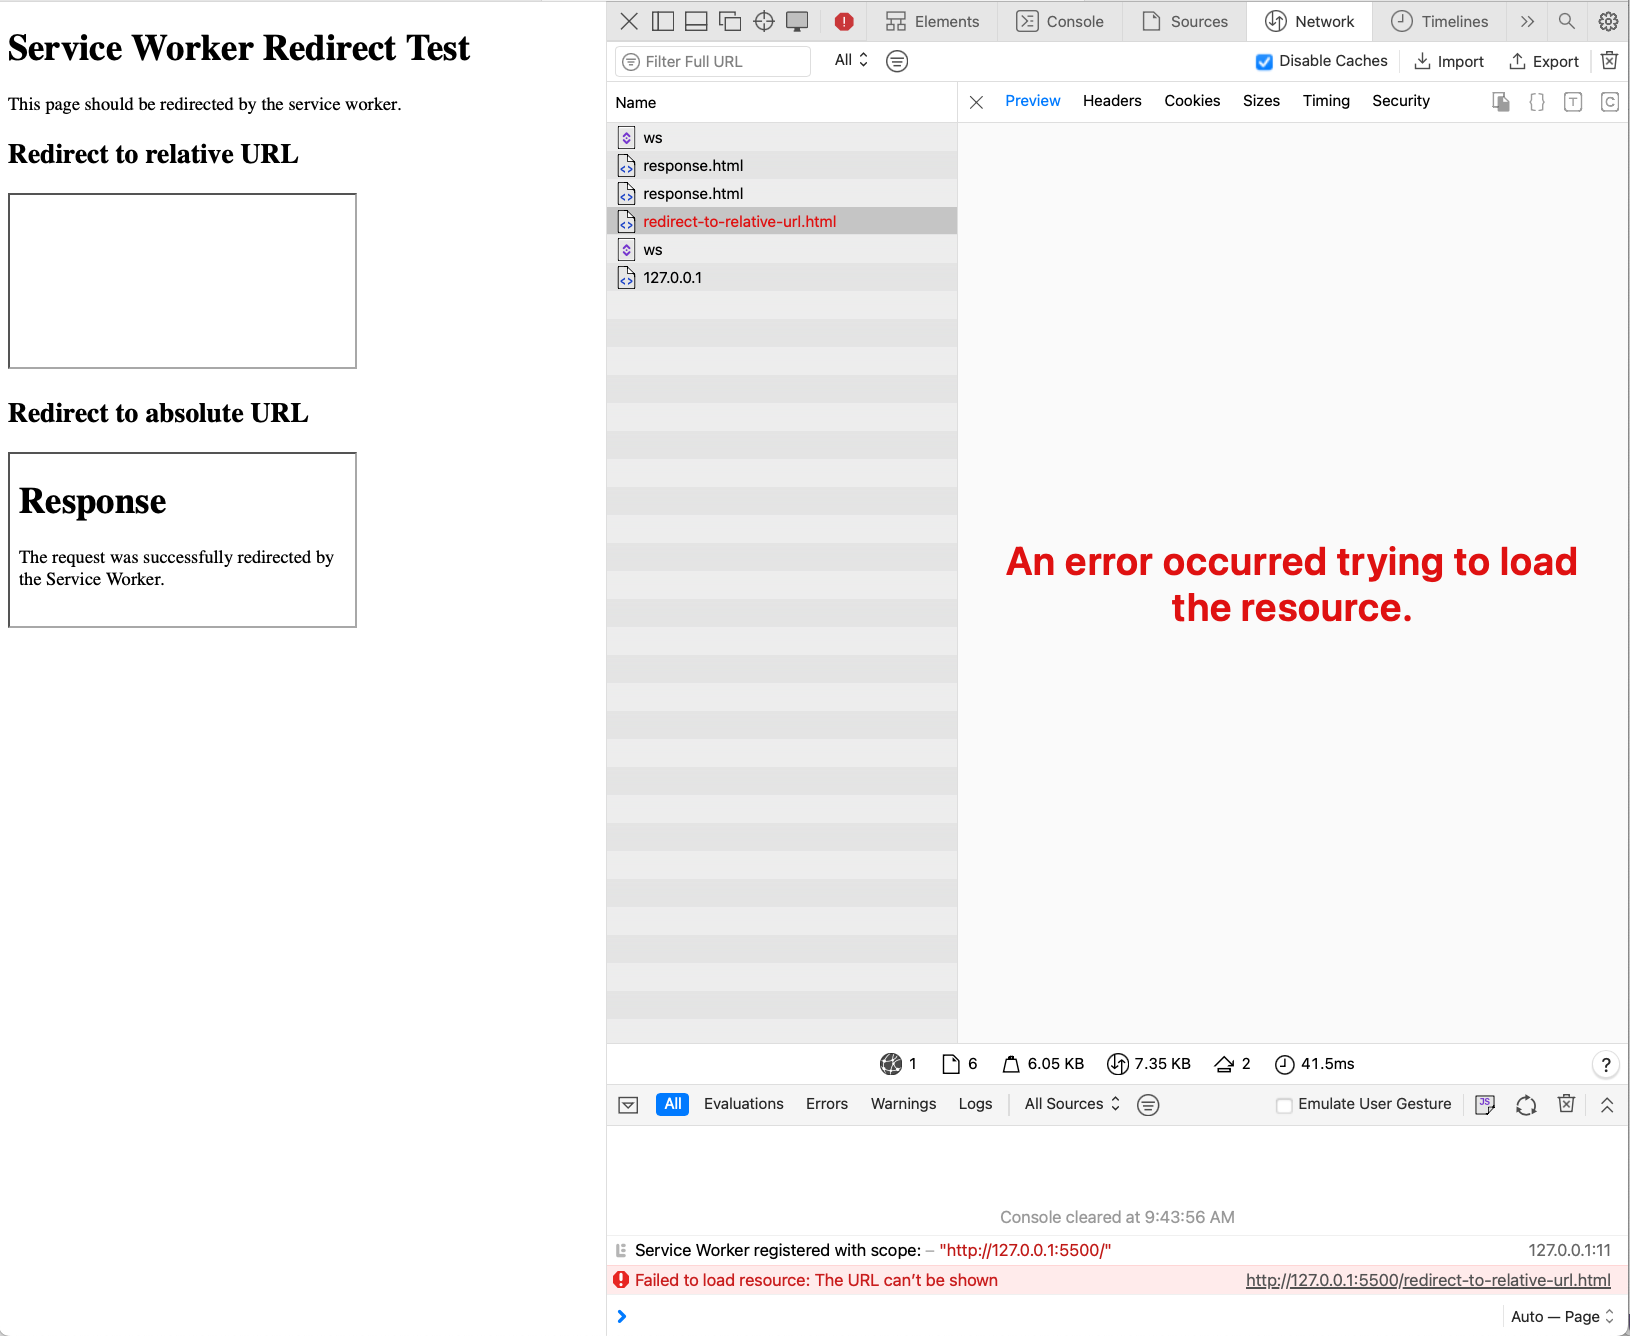 Service Worker Redirect Test
This page should be redirected by the service worker.
Redirect to relative URL
Redirect to absolute URL
Response
The request was successfully redirected by
the Service Worker.
Elements
Console
Sources
Network
Timelines
Filter Full URL
All
Disable Caches
Import
Export
Name
Preview
Headers
Cookies
Sizes
Timing
Security
T
C
ws
response.html
response.html
redirect-to-relative-url.html
ws
127.0.0.1
An error occurred trying to load
the resource.
1
6
6.05 KB
7.35 KB
2
41.5ms
?
All
Evaluations
Errors
Warnings
Logs
All Sources
Emulate User Gesture
JS
Console cleared at 9:43:56 AM
Service Worker registered with scope: – "http://127.0.0.1:5500/"
127.0.0.1:11
Failed to load resource: The URL can’t be shown
http://127.0.0.1:5500/redirect-to-relative-url.html
Auto — Page